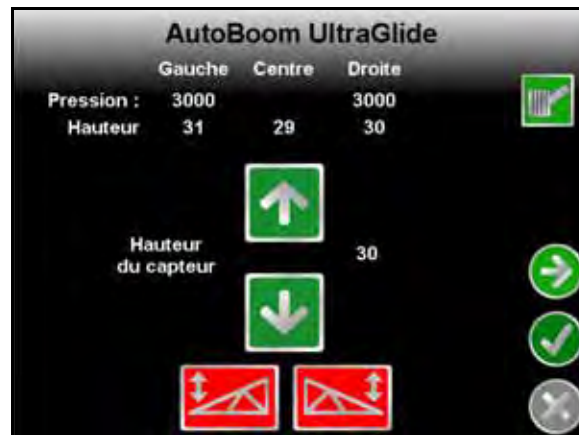 AutoBoom UltraGlide
Gauche Centre Droite
Pression : 3000 3000
Hauteur 31 29 30
Hauteur
du capteur 30